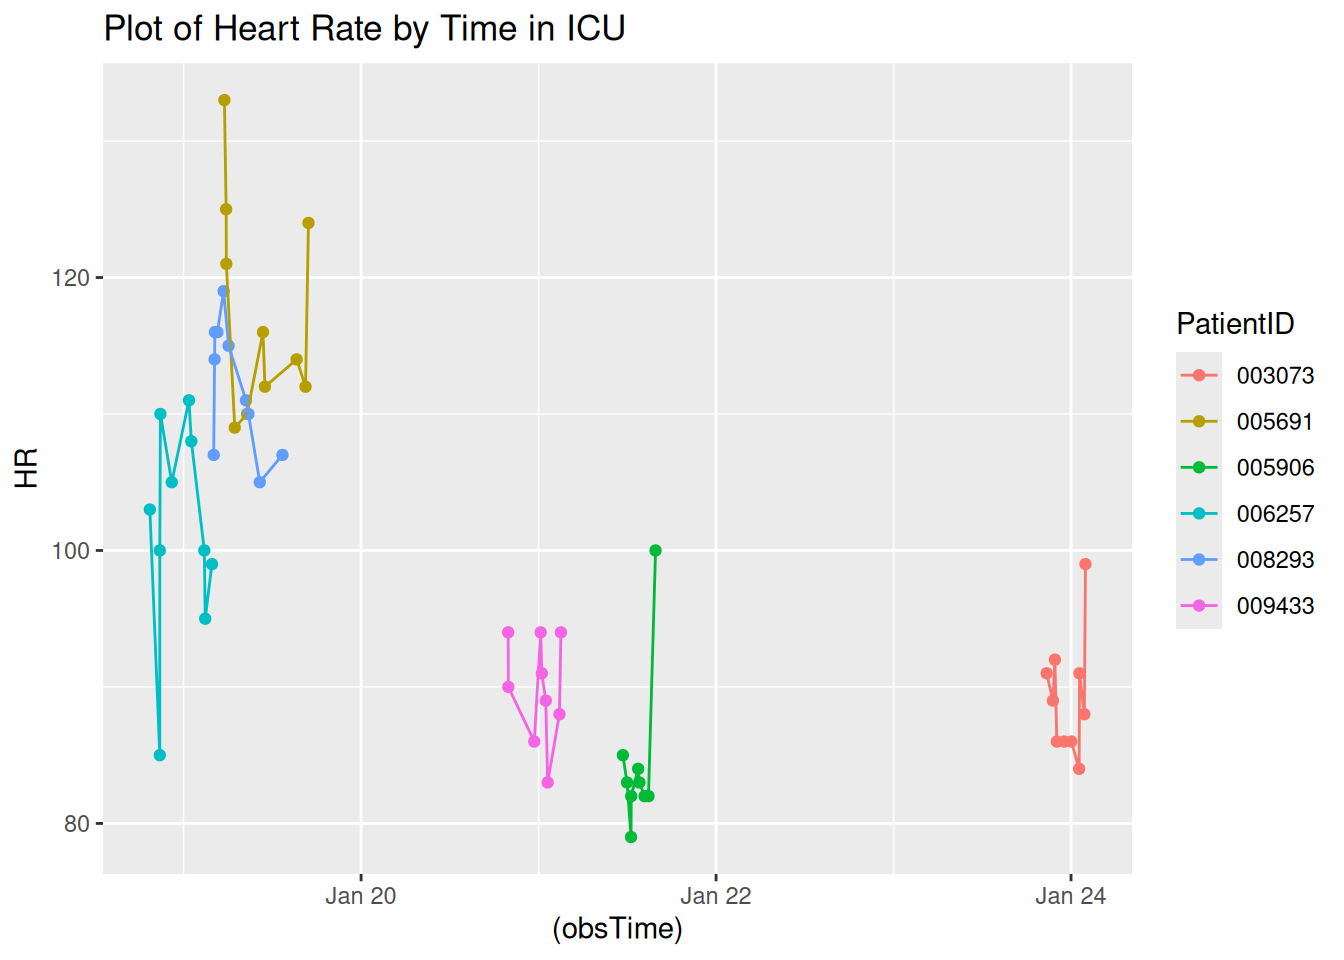 Plot of Heart Rate by Time in ICU
HR
120
100
80
Jan 20
Jan 22
Jan 24
(obsTime)
PatientID
003073
005691
005906
006257
008293
009433